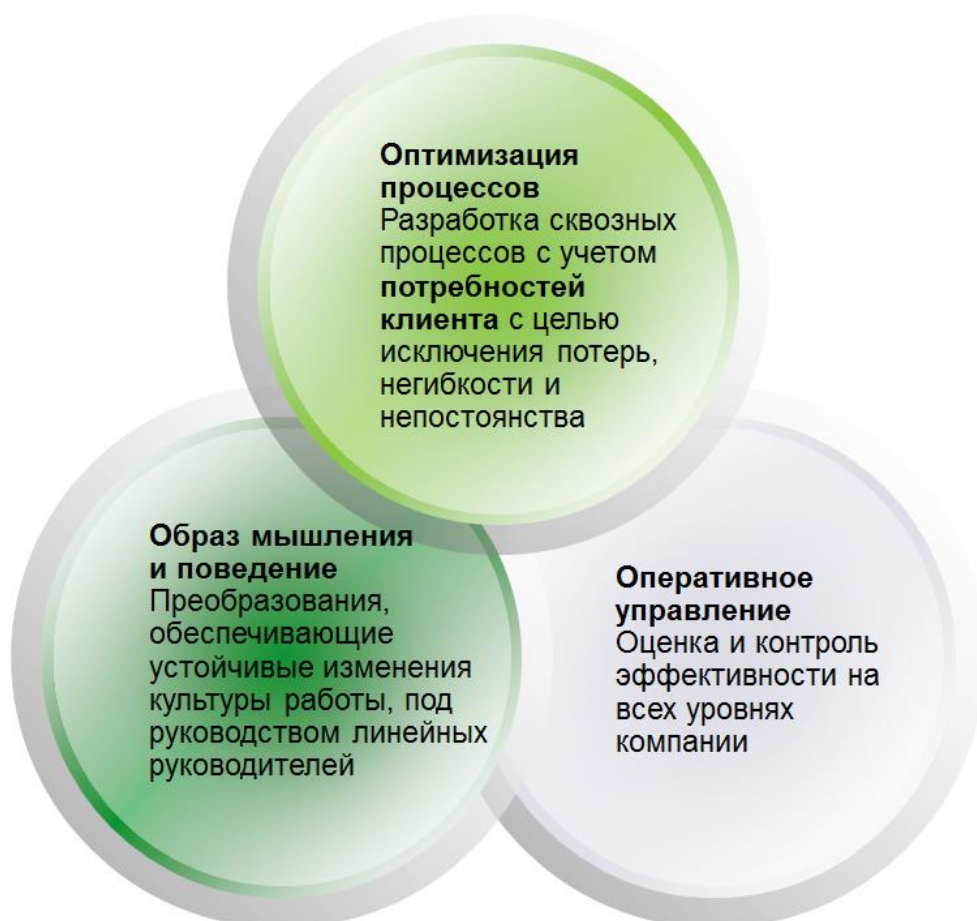 Оптимизация
процессов
Разработка сквозных
процессов с учетом
потребностей
клиента с целью
исключения потерь,
негибкости и
непостоянства
Образ мышления
и поведение
Преобразования,
обеспечивающие
устойчивые изменения
культуры работы, под
руководством линейных
руководителей
Оперативное
управление
Оценка и контроль
эффективности на
всех уровнях
компании